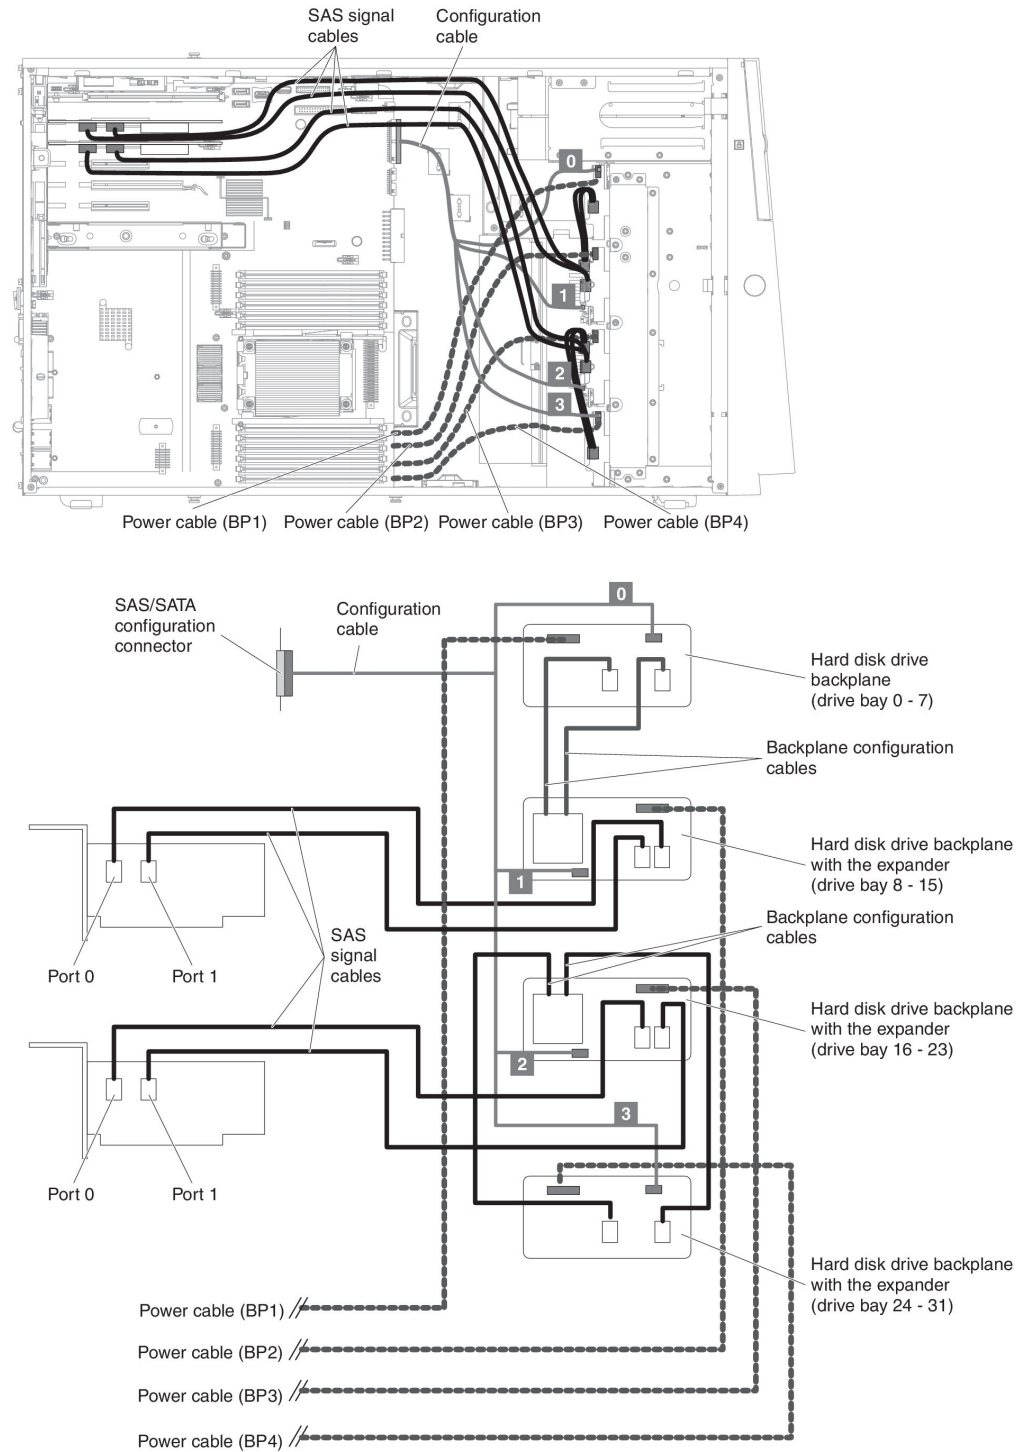 SAS signal
cables
Configuration
cable
0
1
2
3
Power cable (BP1)
Power cable (BP2)
Power cable (BP3)
Power cable (BP4)
SAS/SATA
configuration
connector
Configuration
cable
0
Hard disk drive
backplane
(drive bay 0 - 7)
Backplane configuration
cables
Hard disk drive backplane
with the expander
(drive bay 8 - 15)
1
Backplane configuration
cables
SAS
signal
cables
Port 0
Port 1
Hard disk drive backplane
with the expander
(drive bay 16 - 23)
2
3
Port 0
Port 1
Hard disk drive backplane
with the expander
(drive bay 24 - 31)
Power cable (BP1)
Power cable (BP2)
Power cable (BP3)
Power cable (BP4)